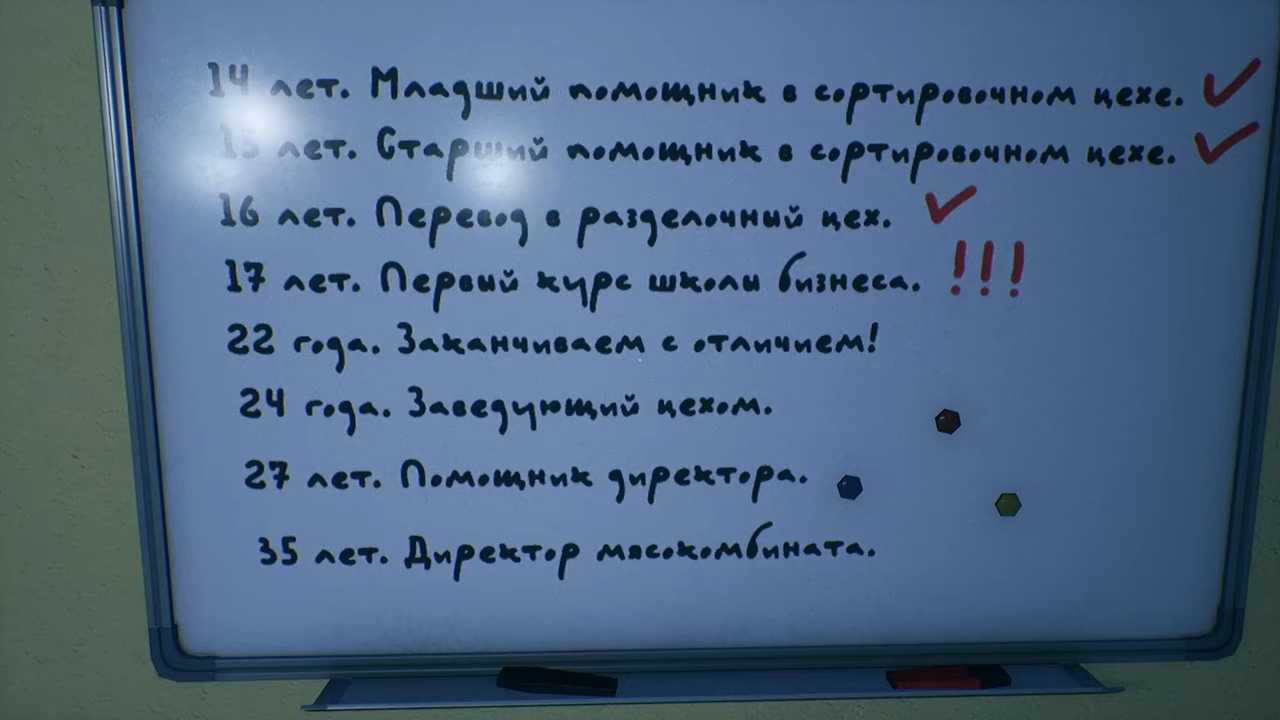 14 лет. Младший помощник в сортировочном цехе. ✓
15 лет. Старший помощник в сортировочном цехе. ✓
16 лет. Перевод в разделочный цех. ✓
17 лет. Первый курс школы бизнеса. !!!
22 года. Заканчиваем с отличием!
24 года. Заведующий цехом.
27 лет. Помощник директора.
35 лет. Директор мясокомбината.